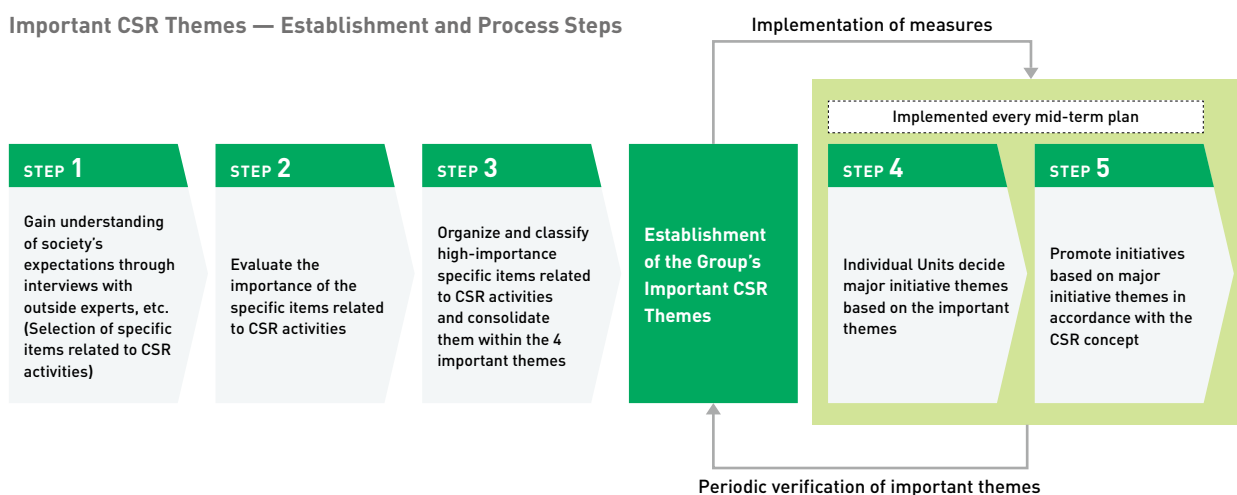 Important CSR Themes — Establishment and Process Steps
Implementation of measures
Implemented every mid-term plan
STEP 1
Gain understanding
of society's
expectations through
interviews with
outside experts, etc.
(Selection of specific
items related to CSR
activities)
STEP 2
Evaluate the
importance of the
specific items related
to CSR activities
STEP 3
Organize and classify
high-importance
specific items related
to CSR activities
and consolidate
them within the 4
important themes
Establishment
of the Group's
Important CSR
Themes
STEP 4
Individual Units decide
major initiative themes
based on the important
themes
STEP 5
Promote initiatives
based on major
initiative themes in
accordance with the
CSR concept
Periodic verification of important themes